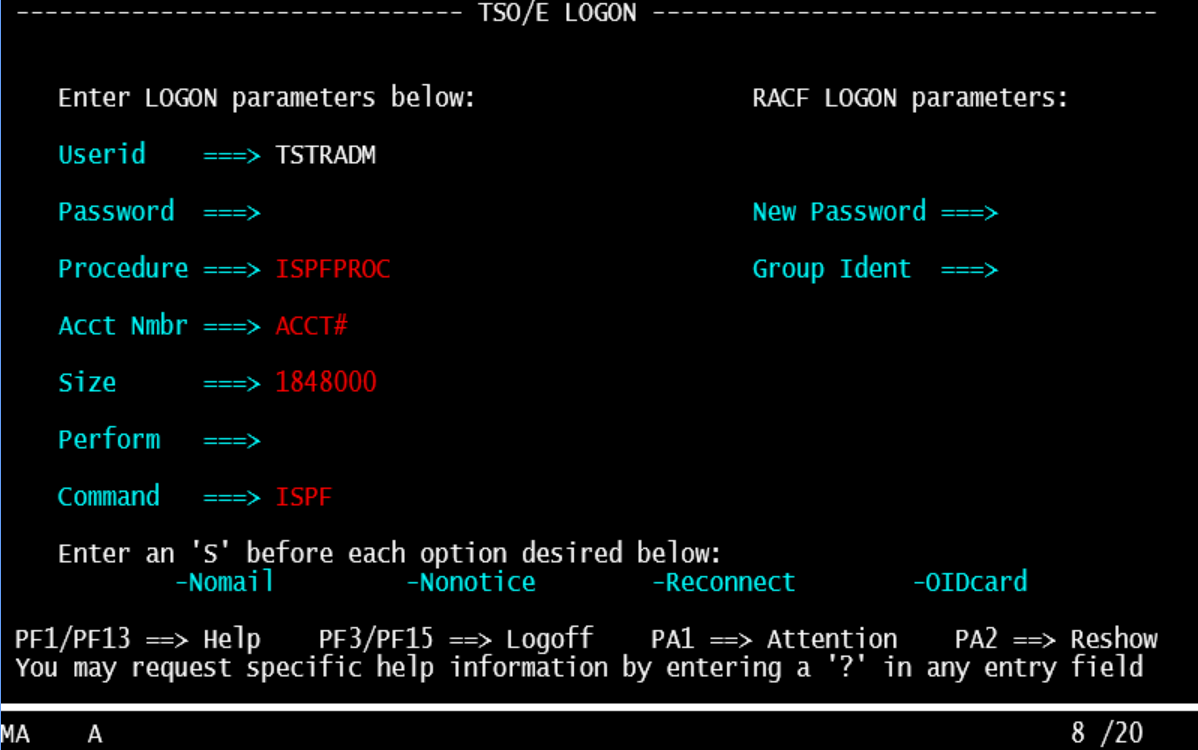 ------------------------------- TSO/E LOGON -----------------------------------
Enter LOGON parameters below: RACF LOGON parameters:
Userid ===> TSTRADM
Password ===> New Password ===>
Procedure ===> ISPFPROC Group Ident ===>
Acct Nmbr ===> ACCT#
Size ===> 1848000
Perform ===>
Command ===> ISPF
Enter an 'S' before each option desired below:
-Nomail -Nonotice -Reconnect -OIDcard
PF1/PF13 ==> Help PF3/PF15 ==> Logoff PA1 ==> Attention PA2 ==> Reshow
You may request specific help information by entering a '?' in any entry field
MA A 8 /20